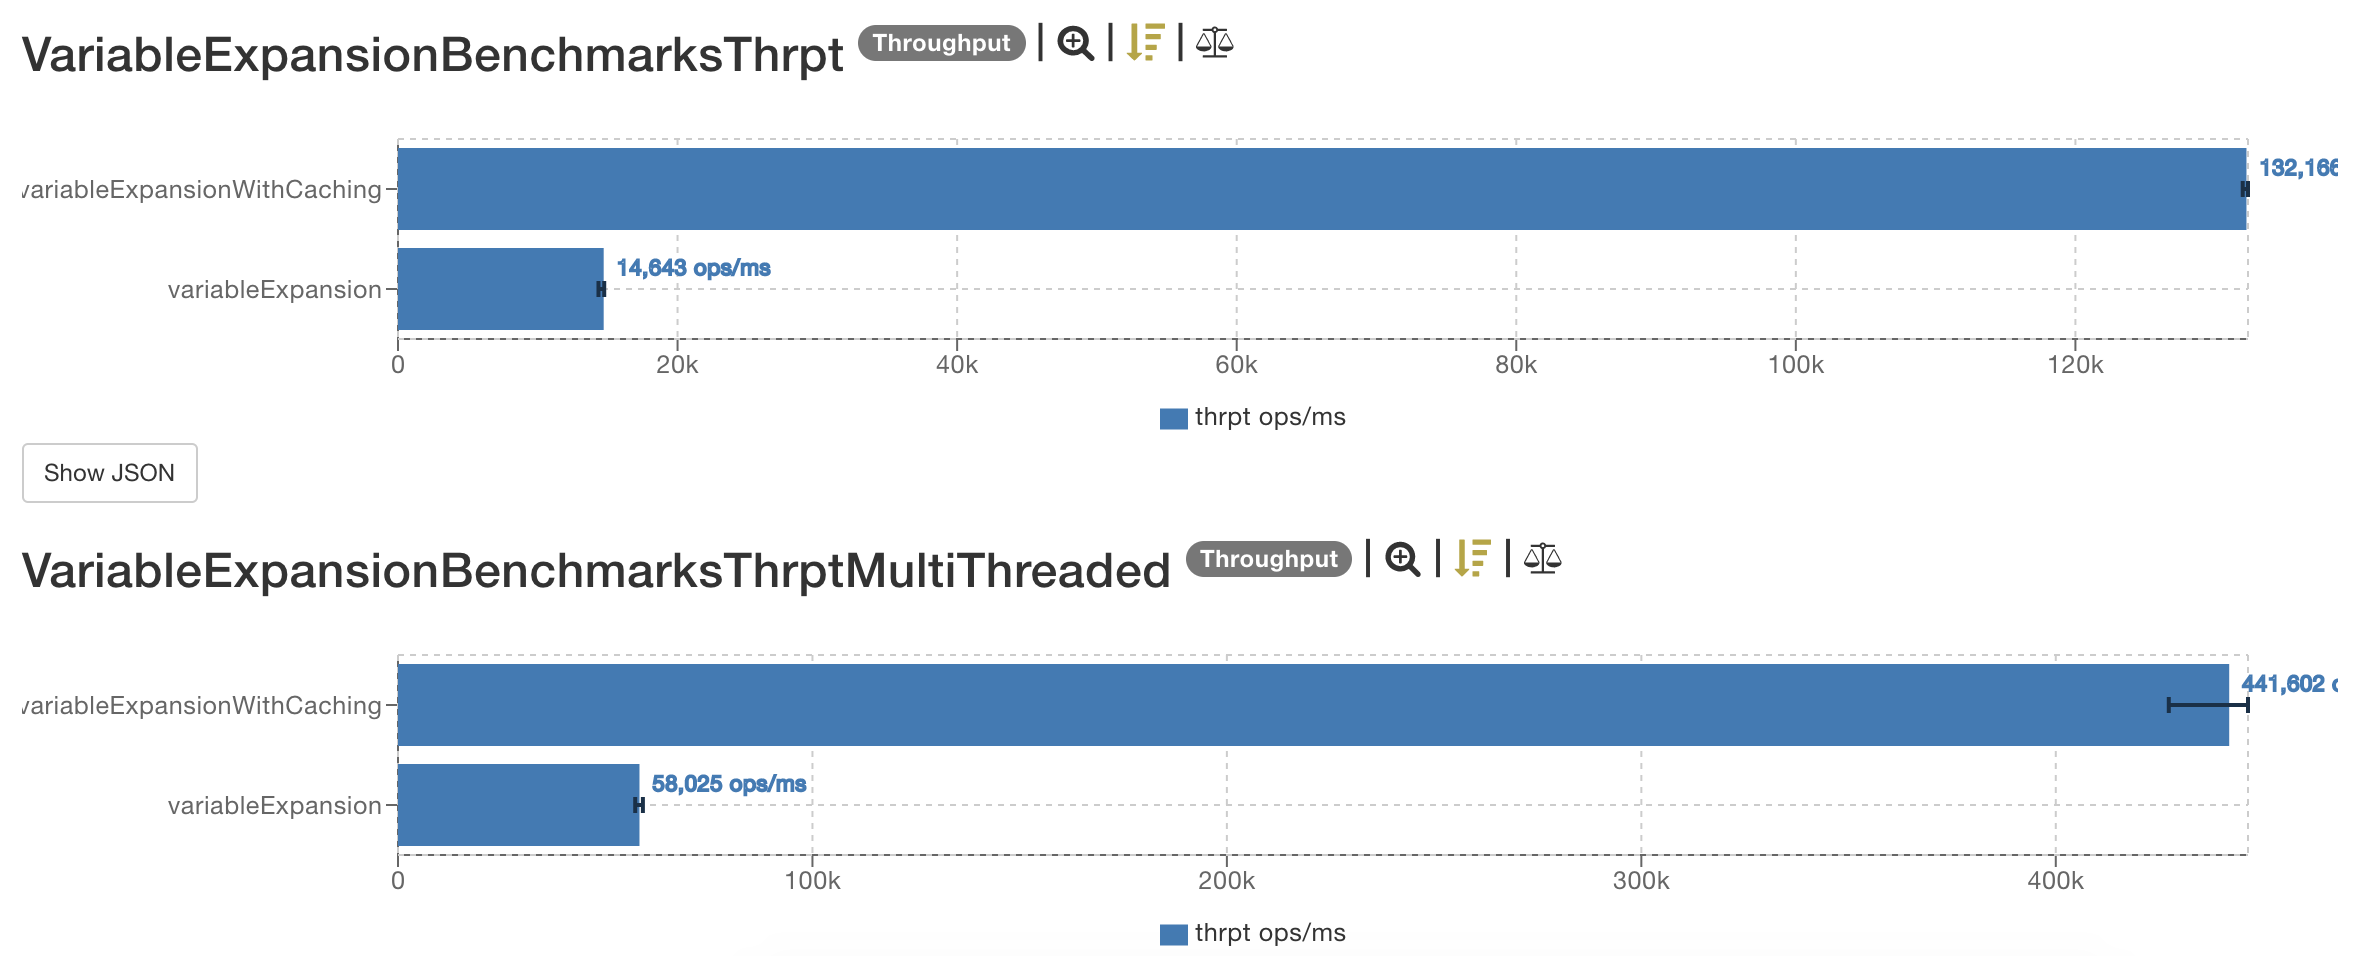 VariableExpansionBenchmarksThrpt Throughput
variableExpansionWithCaching
132,166
variableExpansion
14,643 ops/ms
0 20k 40k 60k 80k 100k 120k
thrpt ops/ms
Show JSON
VariableExpansionBenchmarksThrptMultiThreaded Throughput
variableExpansionWithCaching
441,602
variableExpansion
58,025 ops/ms
0 100k 200k 300k 400k
thrpt ops/ms